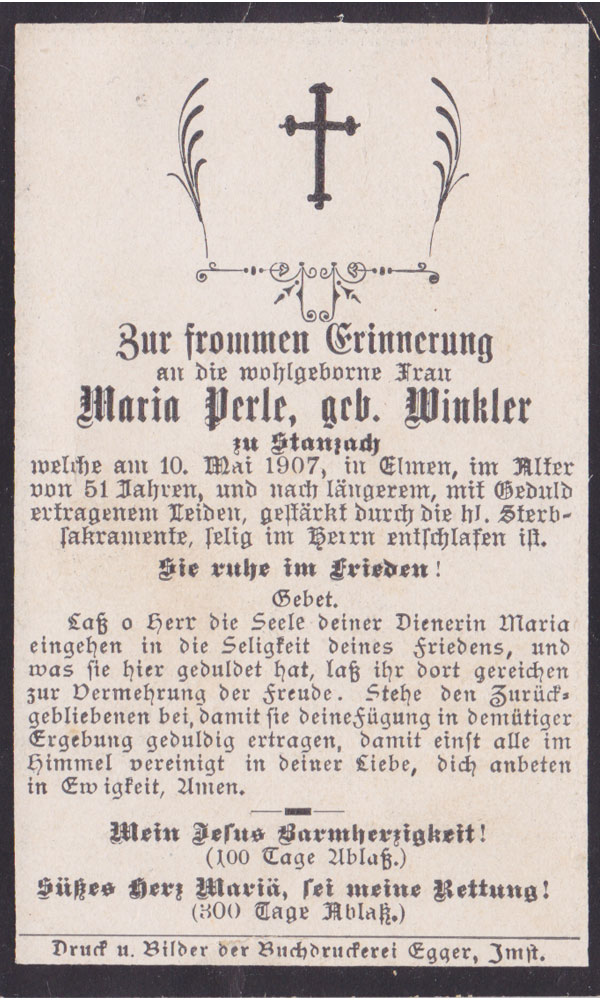 Zur frommen Erinnerung
an die wohlgeborne Frau
Maria Perle, geb. Winkler
zu Stanzach
welche am 10. Mai 1907, in Elmen, im Alter
von 51 Jahren, und nach längerem, mit Geduld
ertragenem Leiden, gestärkt durch die hl. Sterb-
sakramente, selig im Herrn entschlafen ist.
Sie ruhe im Frieden!
Gebet.
Laß o Herr die Seele deiner Dienerin Maria
eingehen in die Seligkeit deines Friedens, und
was sie hier geduldet hat, laß ihr dort gereichen
zur Vermehrung der Freude. Stehe den Zurück-
gebliebenen bei, damit sie deine Fügung in demütiger
Ergebung geduldig ertragen, damit einst alle im
Himmel vereinigt in deiner Liebe, dich anbeten
in Ewigkeit, Amen.
Mein Jesus Barmherzigkeit!
(100 Tage Ablaß.)
Süßes Herz Mariä, sei meine Rettung!
(300 Tage Ablaß.)
Druck u. Bilder der Buchdruckerei Egger, Imst.